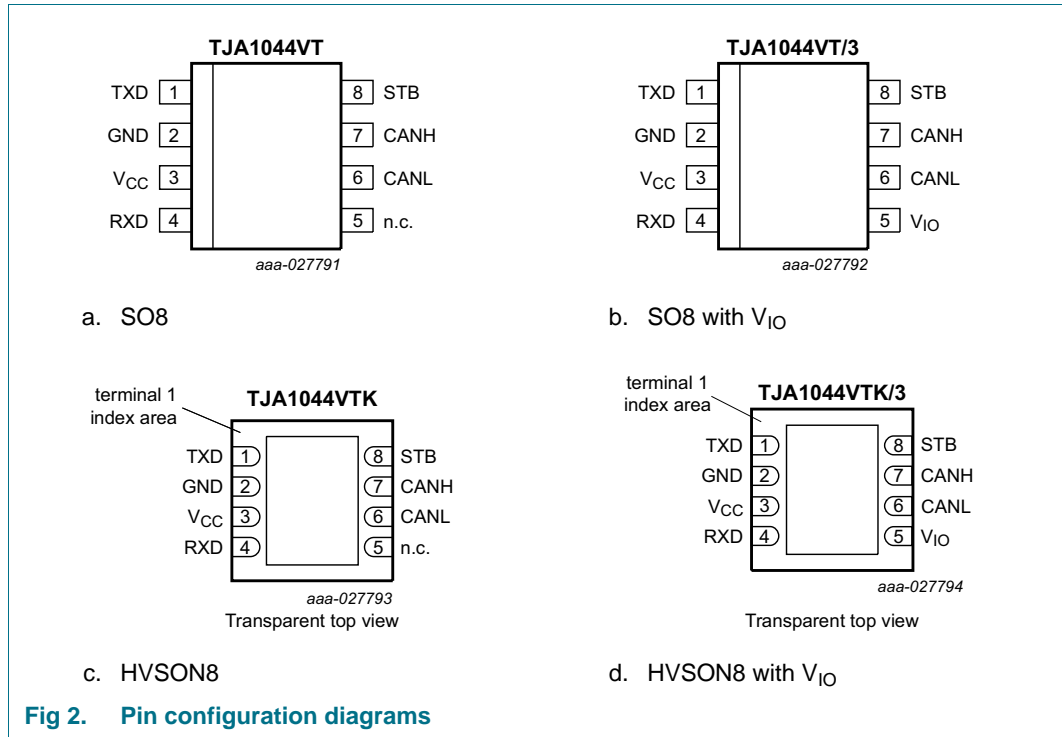 TJA1044VT
TXD 1
8 STB
GND 2
7 CANH
VCC 3
6 CANL
RXD 4
5 n.c.
aaa-027791
a. SO8
TJA1044VT/3
TXD 1
8 STB
GND 2
7 CANH
VCC 3
6 CANL
RXD 4
5 VIO
aaa-027792
b. SO8 with VIO
terminal 1
index area
TJA1044VTK
TXD 1
8 STB
GND 2
7 CANH
VCC 3
6 CANL
RXD 4
5 n.c.
aaa-027793
Transparent top view
c. HVSON8
terminal 1
index area
TJA1044VTK/3
TXD 1
8 STB
GND 2
7 CANH
VCC 3
6 CANL
RXD 4
5 VIO
aaa-027794
Transparent top view
d. HVSON8 with VIO
Fig 2. Pin configuration diagrams